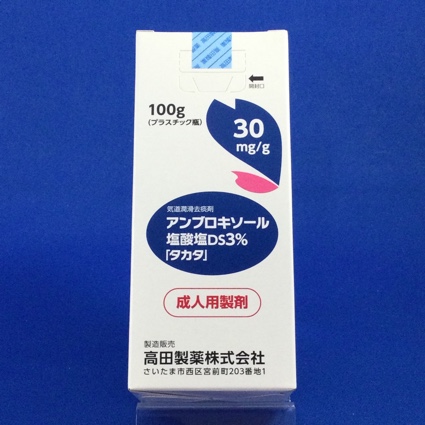 開封口
100g
(プラスチック瓶)
30
mg/g
気道潤滑去痰剤
アンブロキソール
塩酸塩DS3%
「タカタ」
成人用製剤
製造販売
高田製薬株式会社
さいたま市西区宮前町203番地1